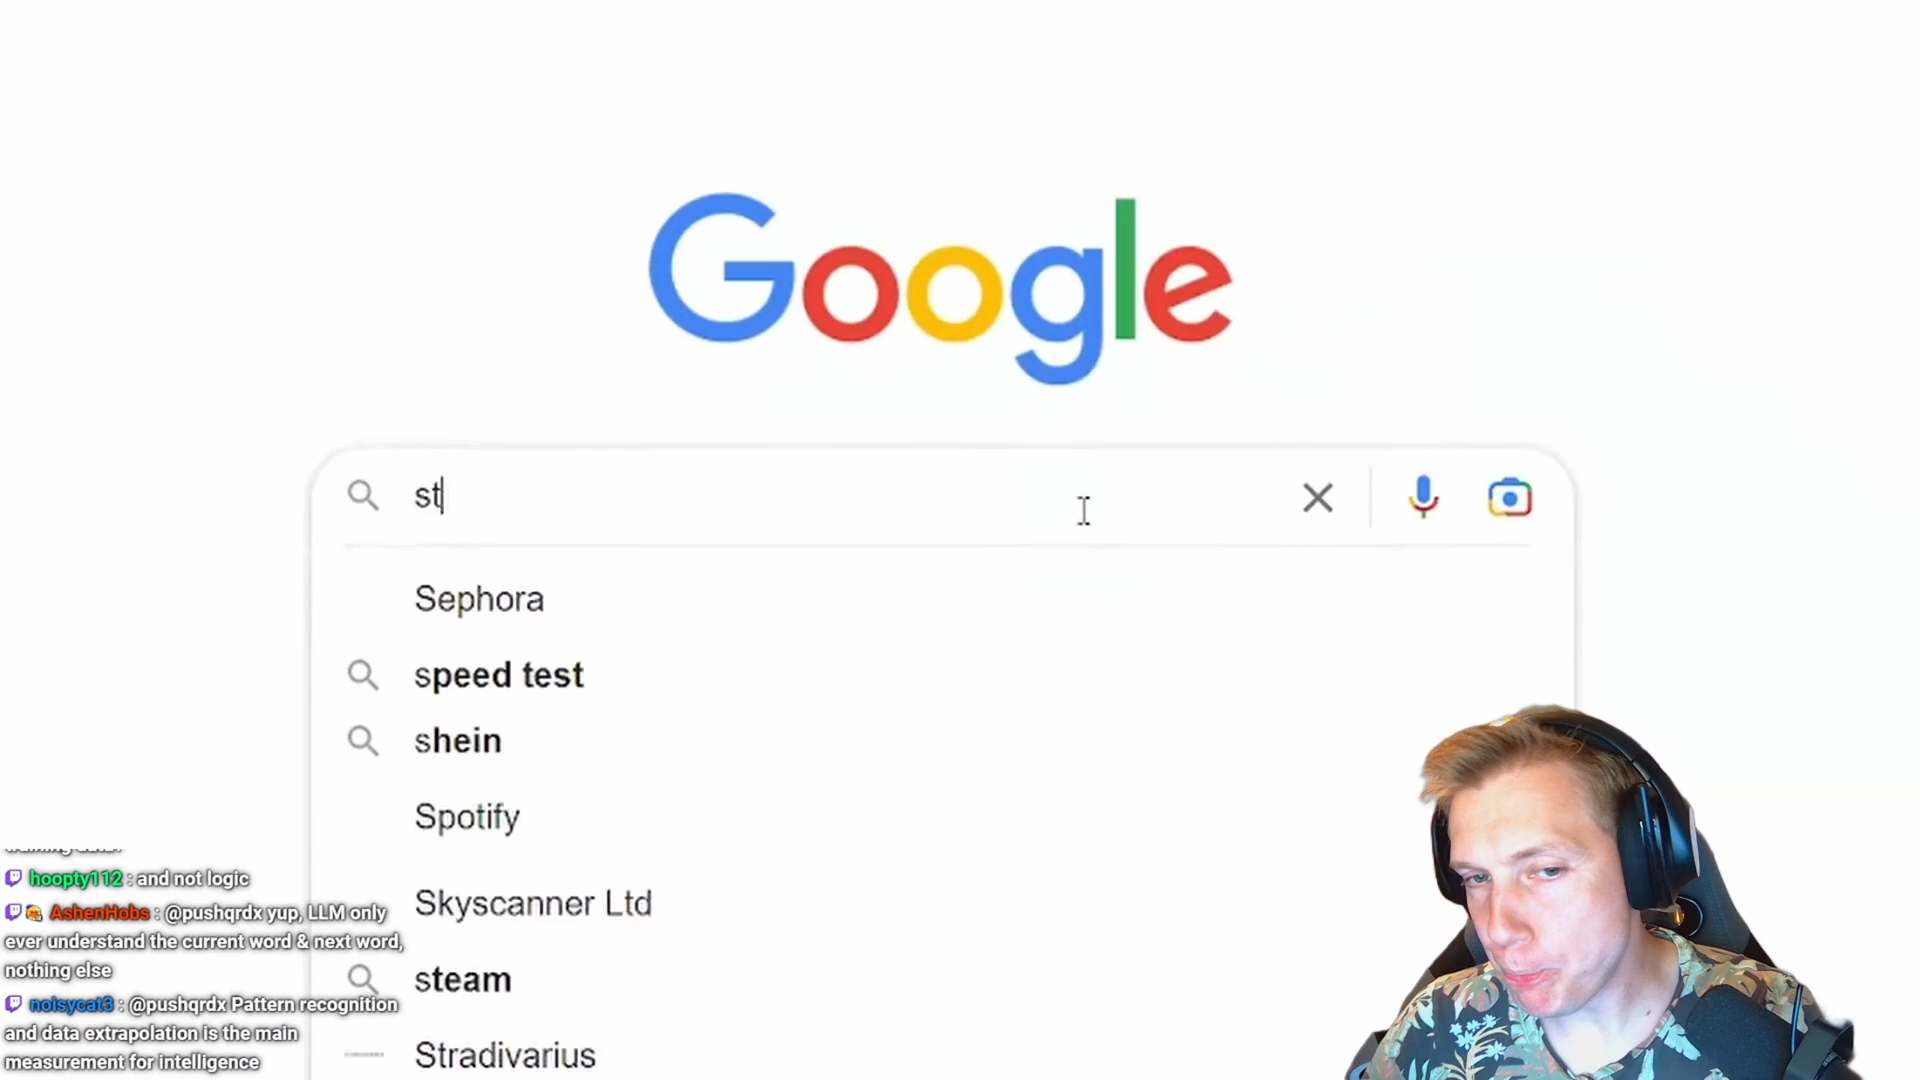 Google
st
Sephora
speed test
shein
Spotify
Skyscanner Ltd
steam
Stradivarius
hoopty112 : and not logic
AshenHobs : @pushqrdx yup, LLM only
ever understand the current word & next word,
nothing else
noisycat3 : @pushqrdx Pattern recognition
and data extrapolation is the main
measurement for intelligence